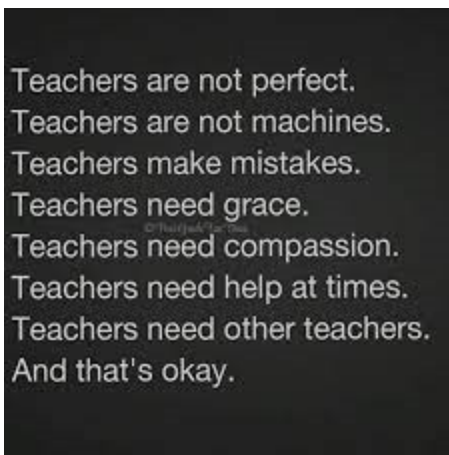 Teachers are not perfect.
Teachers are not machines.
Teachers make mistakes.
Teachers need grace.
Teachers need compassion.
Teachers need help at times.
Teachers need other teachers.
And that's okay.